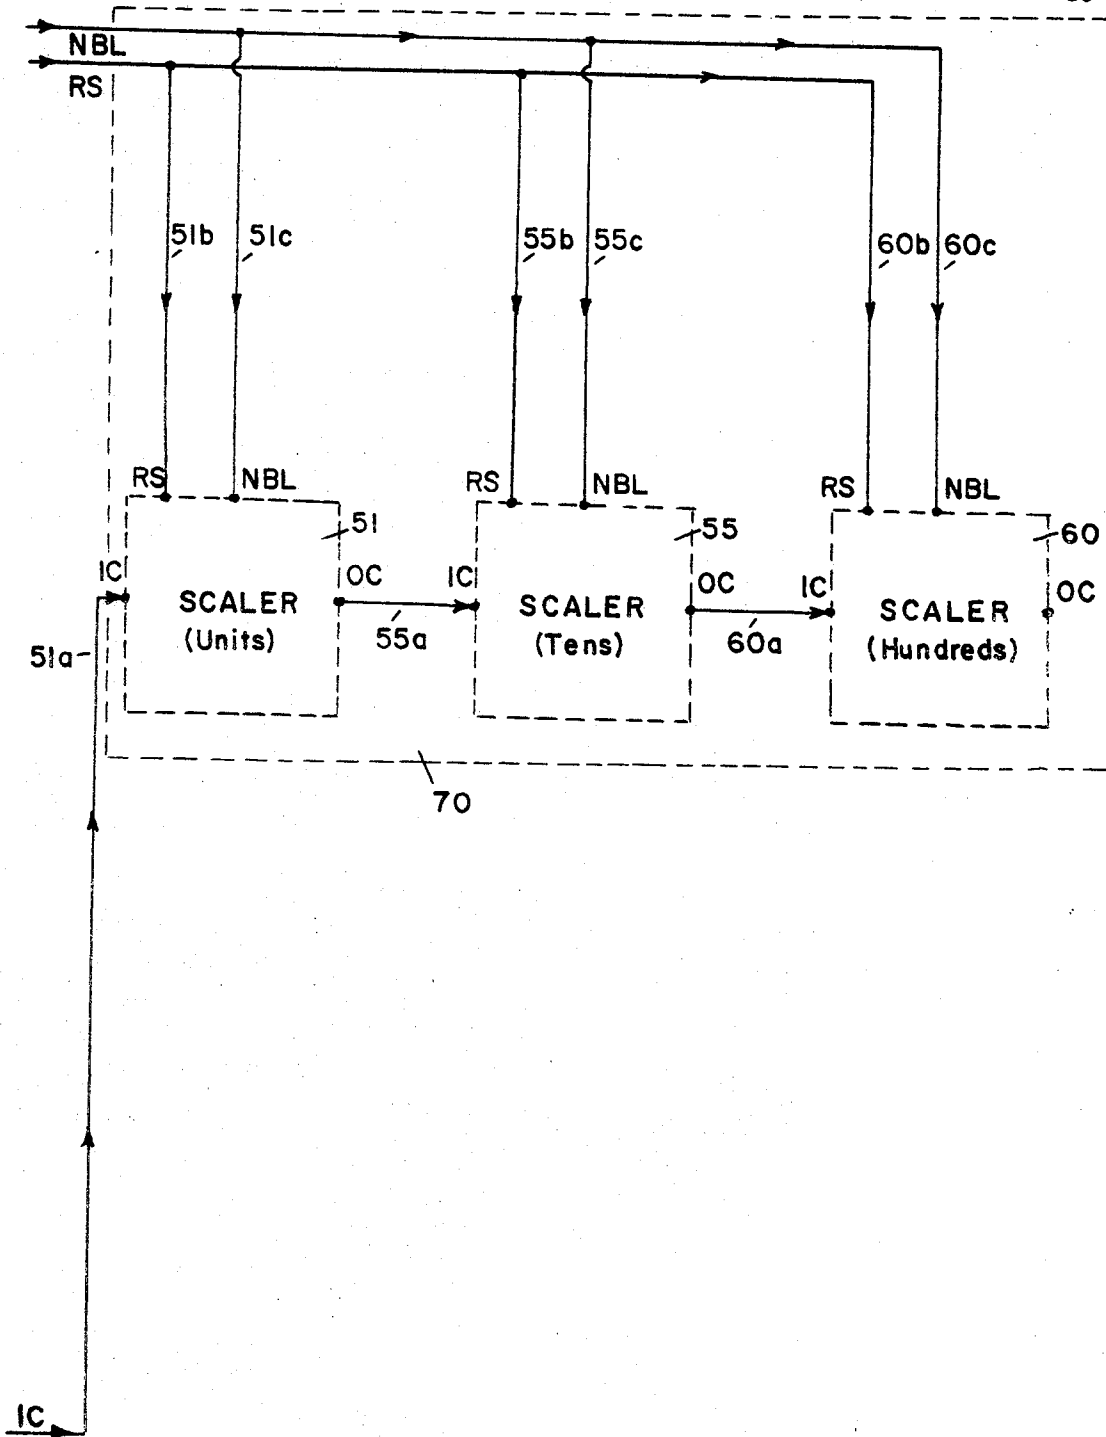 NBL
RS
51b
51c
55b
55c
60b
60c
RS
NBL
RS
NBL
RS
NBL
51
55
60
IC
OC
IC
OC
IC
OC
SCALER
(Units)
SCALER
(Tens)
SCALER
(Hundreds)
51a
55a
60a
70
IC